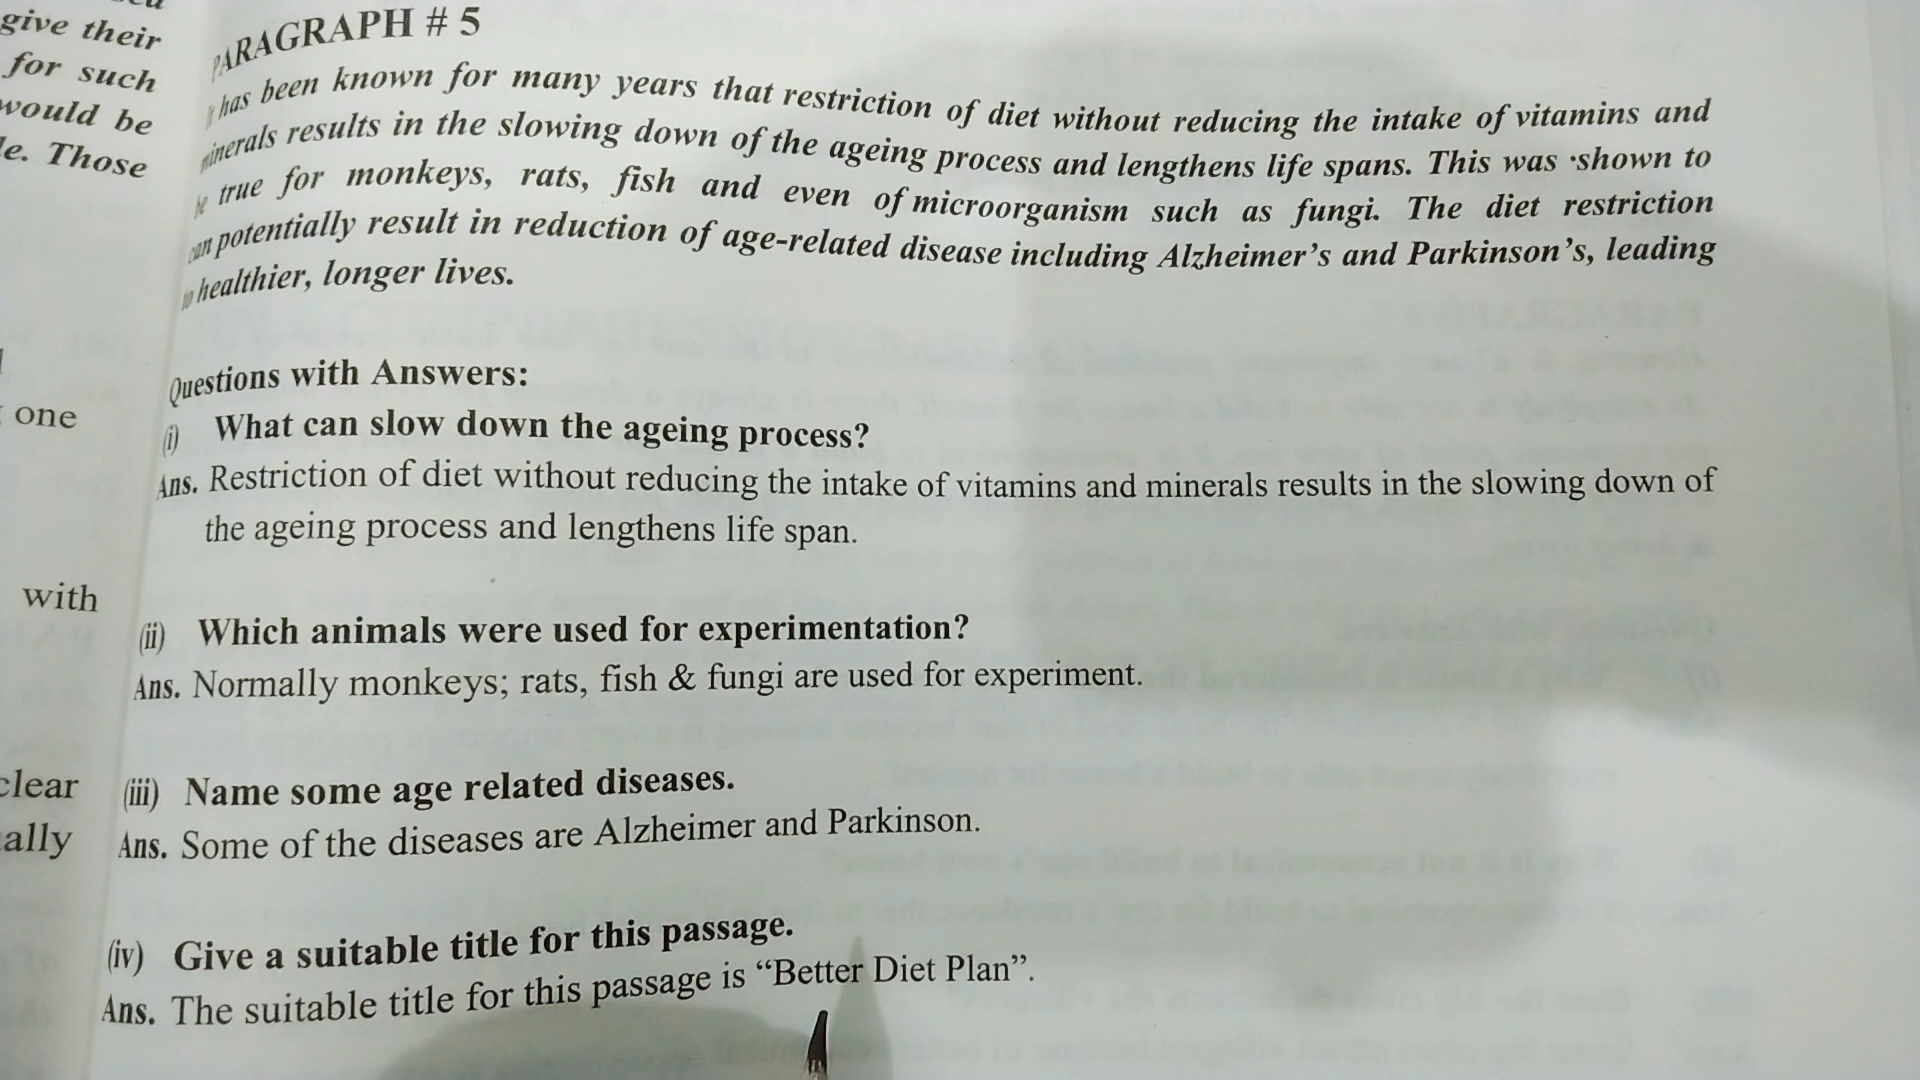 give their
for such
would be
Those
PARAGRAPH # 5
has been known for many years that restriction of diet without reducing the intake of vitamins and
minerals results in the slowing down of the ageing process and lengthens life spans. This was shown to
be true for monkeys, rats, fish and even of microorganism such as fungi. The diet restriction
can potentially result in reduction of age-related disease including Alzheimer's and Parkinson's, leading
to healthier, longer lives.
Questions with Answers:
one
(i) What can slow down the ageing process?
Ans. Restriction of diet without reducing the intake of vitamins and minerals results in the slowing down of
the ageing process and lengthens life span.
with
(ii) Which animals were used for experimentation?
Ans. Normally monkeys; rats, fish & fungi are used for experiment.
clear
(iii) Name some age related diseases.
ally
Ans. Some of the diseases are Alzheimer and Parkinson.
(iv) Give a suitable title for this passage.
Ans. The suitable title for this passage is “Better Diet Plan”.